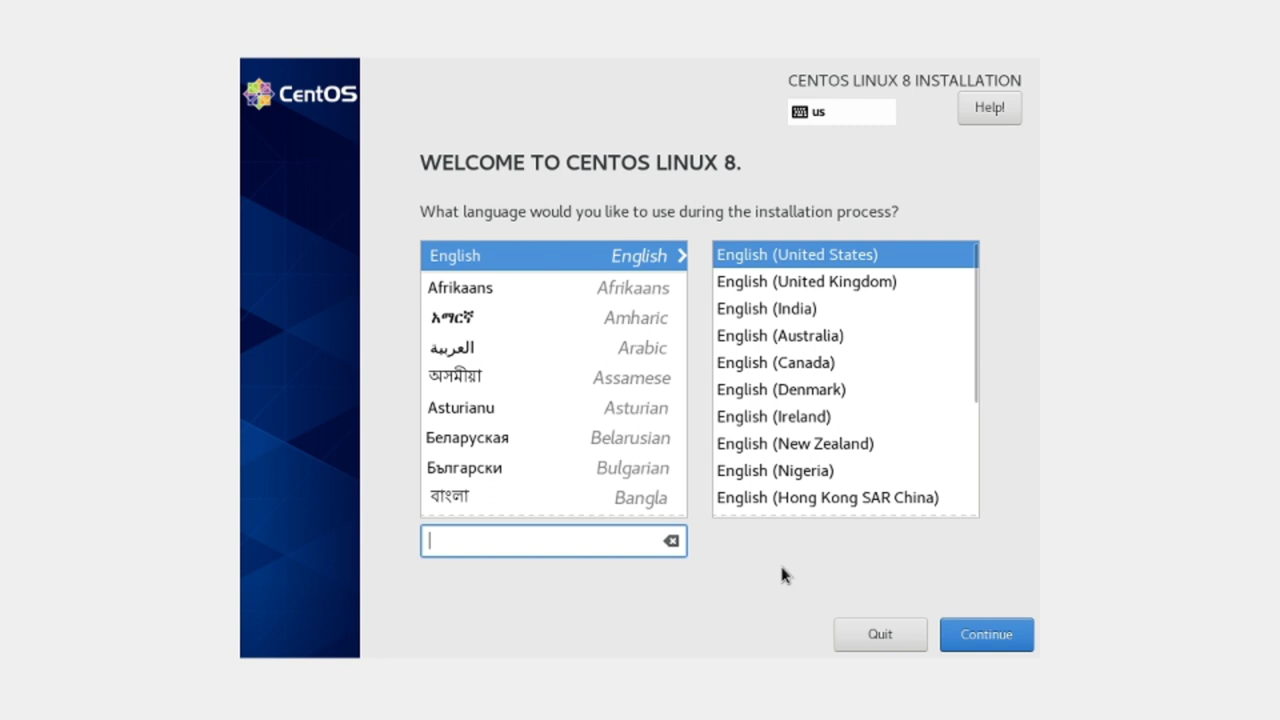 CentOS
CENTOS LINUX 8 INSTALLATION
us
Help!
WELCOME TO CENTOS LINUX 8.
What language would you like to use during the installation process?
English English
Afrikaans Afrikaans
አማርኛ Amharic
العربية Arabic
অসমীয়া Assamese
Asturianu Asturian
Беларуская Belarusian
Български Bulgarian
বাংলা Bangla
English (United States)
English (United Kingdom)
English (India)
English (Australia)
English (Canada)
English (Denmark)
English (Ireland)
English (New Zealand)
English (Nigeria)
English (Hong Kong SAR China)
Quit
Continue